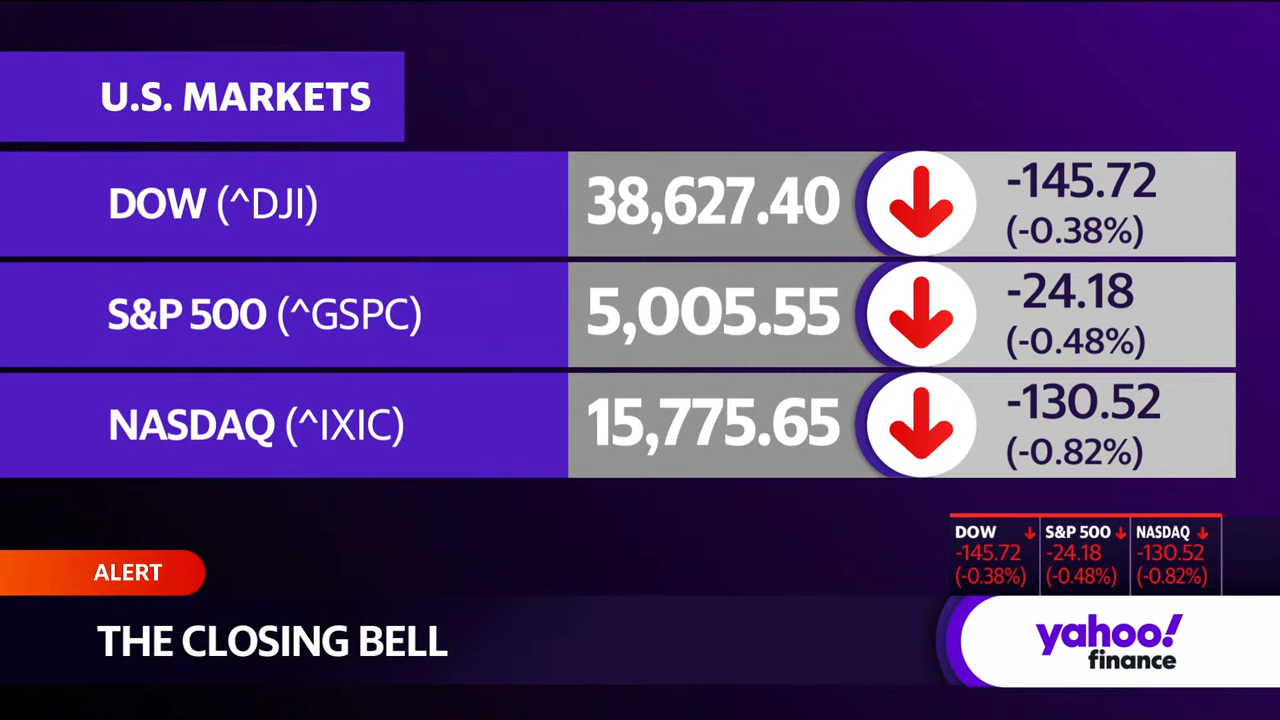 U.S. MARKETS
DOW (^DJI) 38,627.40 -145.72
(-0.38%)
S&P 500 (^GSPC) 5,005.55 -24.18
(-0.48%)
NASDAQ (^IXIC) 15,775.65 -130.52
(-0.82%)
DOW S&P 500 NASDAQ
-145.72 -24.18 -130.52
(-0.38%) (-0.48%) (-0.82%)
ALERT
THE CLOSING BELL
yahoo!
finance